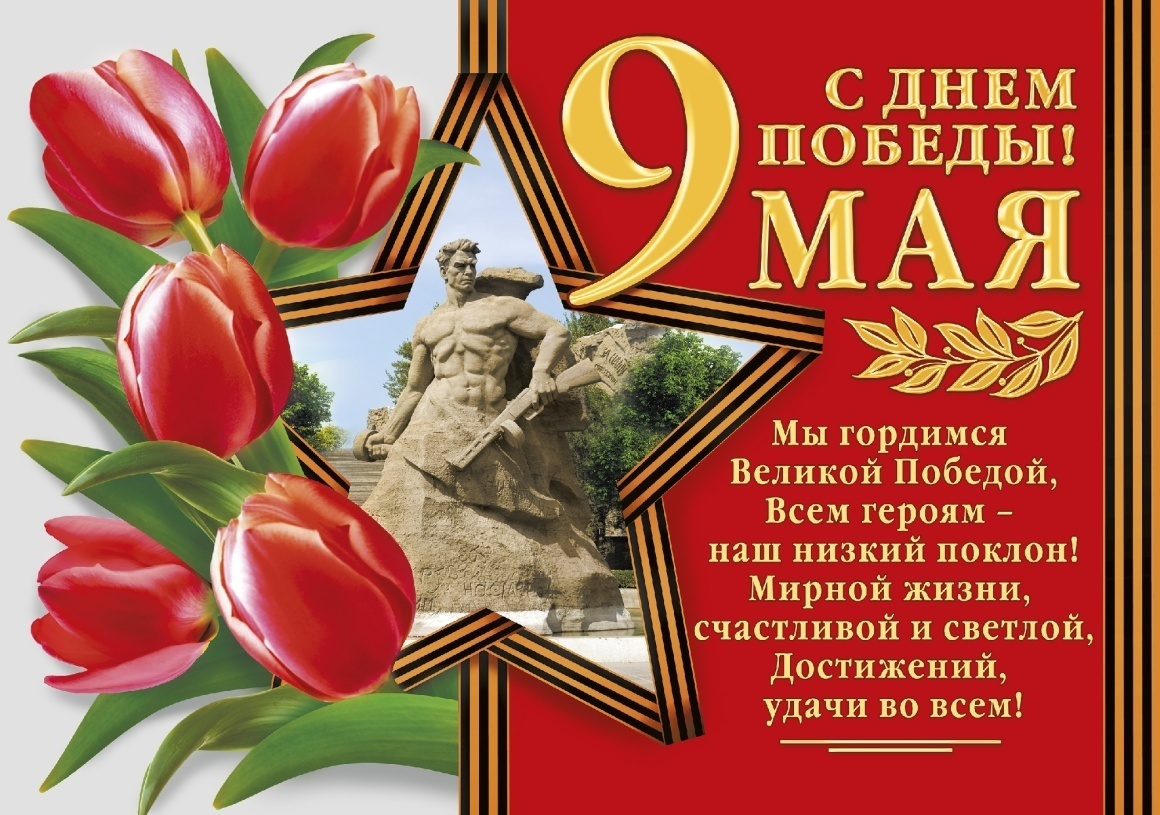 С ДНЕМ
ПОБЕДЫ!
9 МАЯ
Мы гордимся
Великой Победой,
Всем героям –
наш низкий поклон!
Мирной жизни,
счастливой и светлой,
Достижений,
удачи во всем!